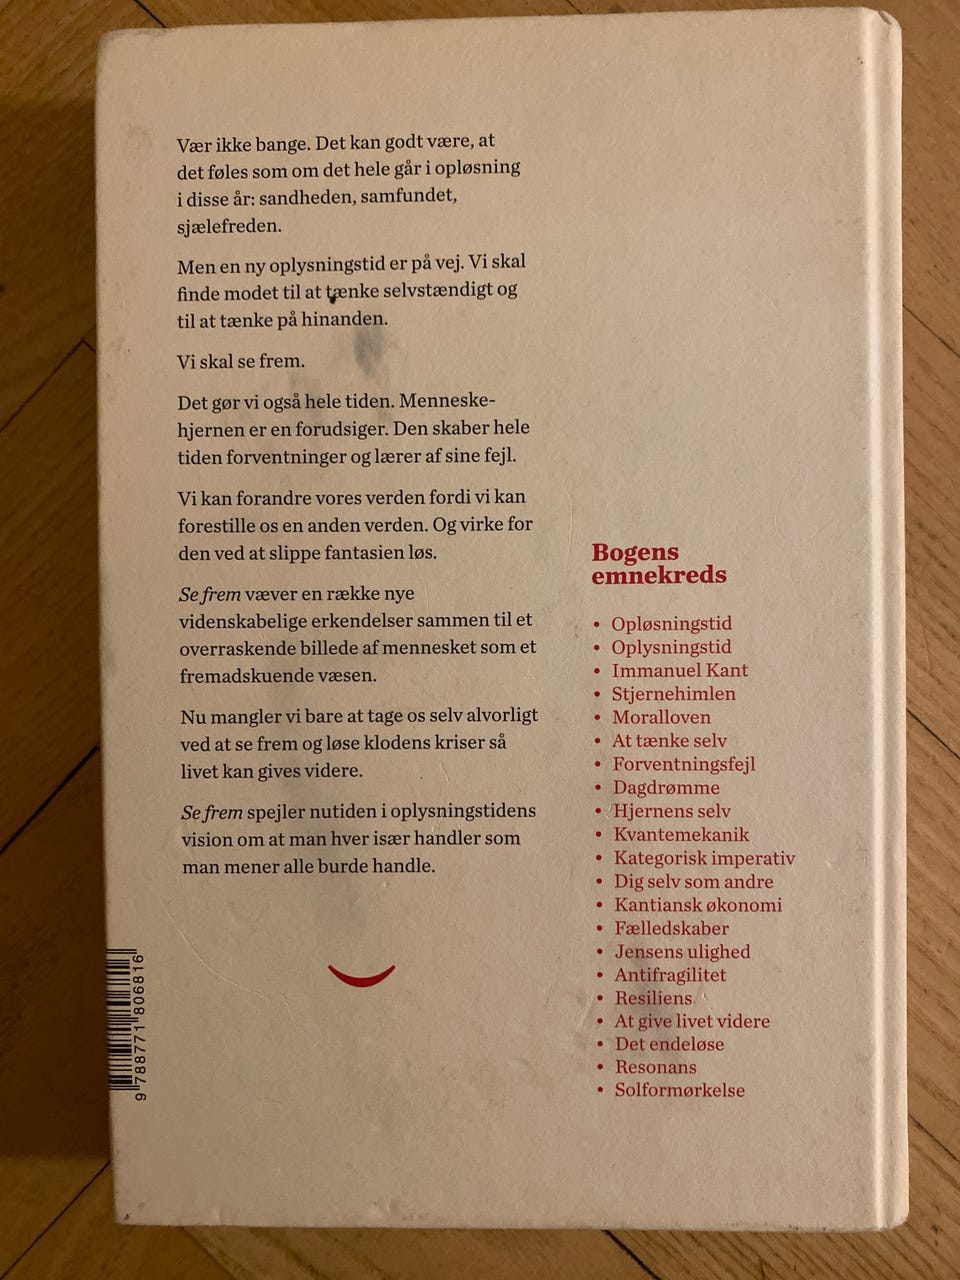 Vær ikke bange. Det kan godt være, at
det føles som om det hele går i opløsning
i disse år: sandheden, samfundet,
sjælefreden.
Men en ny oplysningstid er på vej. Vi skal
finde modet til at tænke selvstændigt og
til at tænke på hinanden.
Vi skal se frem.
Det gør vi også hele tiden. Menneske-
hjernen er en forudsiger. Den skaber hele
tiden forventninger og lærer af sine fejl.
Vi kan forandre vores verden fordi vi kan
forestille os en anden verden. Og virke for
den ved at slippe fantasien løs.
Se frem væver en række nye
videnskabelige erkendelser sammen til et
overraskende billede af mennesket som et
fremadskuende væsen.
Nu mangler vi bare at tage os selv alvorligt
ved at se frem og løse klodens kriser så
livet kan gives videre.
Se frem spejler nutiden i oplysningstidens
vision om at man hver især handler som
man mener alle burde handle.
Bogens
emnekreds
• Opløsningstid
• Oplysningstid
• Immanuel Kant
• Stjernehimlen
• Moralloven
• At tænke selv
• Forventningsfejl
• Dagdrømme
• Hjernens selv
• Kvantemekanik
• Kategorisk imperativ
• Dig selv som andre
• Kantiansk økonomi
• Fælledskaber
• Jensens ulighed
• Antifragilitet
• Resiliens
• At give livet videre
• Det endeløse
• Resonans
• Solformørkelse
9 788771 806816